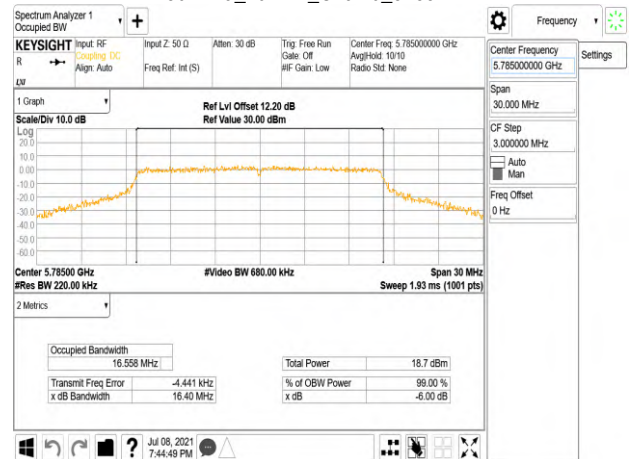 Spectrum Analyzer 1
Occupied BW
Frequency
KEYSIGHT
Input: RF
Coupling: DC
Align: Auto
Input Z: 50 Ω
Freq Ref: Int (S)
Atten: 30 dB
Trig: Free Run
Gate: Off
#IF Gain: Low
Center Freq: 5.785000000 GHz
Avg|Hold: 10/10
Radio Std: None
R
LXI
Center Frequency
5.785000000 GHz
Settings
Span
30.000 MHz
CF Step
3.000000 MHz
Auto
Man
Freq Offset
0 Hz
1 Graph
Scale/Div 10.0 dB
Ref Lvl Offset 12.20 dB
Ref Value 30.00 dBm
Log
20.0
10.0
0.00
-10.0
-20.0
-30.0
-40.0
-50.0
-60.0
Center 5.78500 GHz
#Res BW 220.00 kHz
#Video BW 680.00 kHz
Span 30 MHz
Sweep 1.93 ms (1001 pts)
2 Metrics
Occupied Bandwidth
16.558 MHz
Total Power 18.7 dBm
Transmit Freq Error -4.441 kHz
% of OBW Power 99.00 %
x dB Bandwidth 16.40 MHz
x dB -6.00 dB
?
Jul 08, 2021
7:44:49 PM